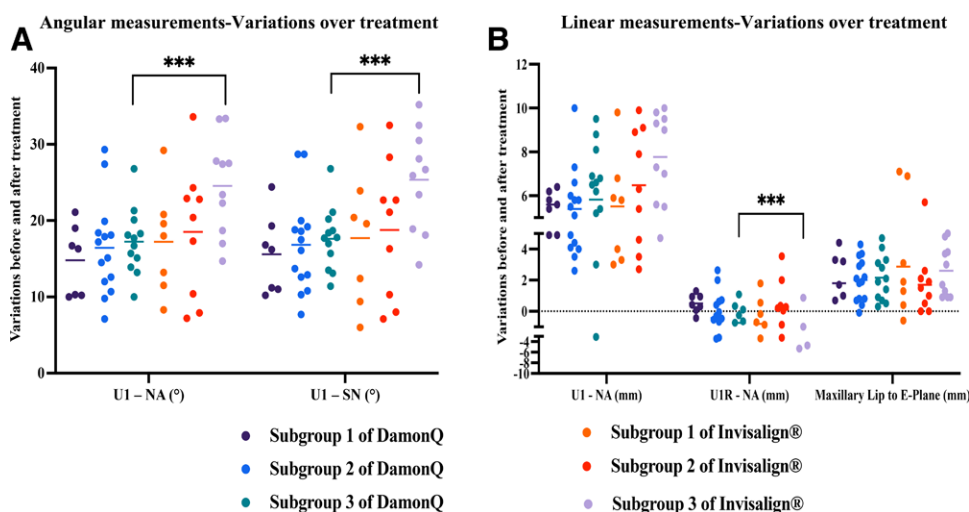 Angular measurements-Variations over treatment
A
Variations before and after treatment
40
30
20
10
0
***
***
U1 – NA (°)
U1 – SN (°)
Linear measurements-Variations over treatment
B
Variations before and after treatment
12
10
8
6
4
2
0
-2
-4
-6
-8
-10
***
U1 - NA (mm)
U1R - NA (mm)
Maxillary Lip to E-Plane (mm)
Subgroup 1 of DamonQ
Subgroup 2 of DamonQ
Subgroup 3 of DamonQ
Subgroup 1 of Invisalign®
Subgroup 2 of Invisalign®
Subgroup 3 of Invisalign®